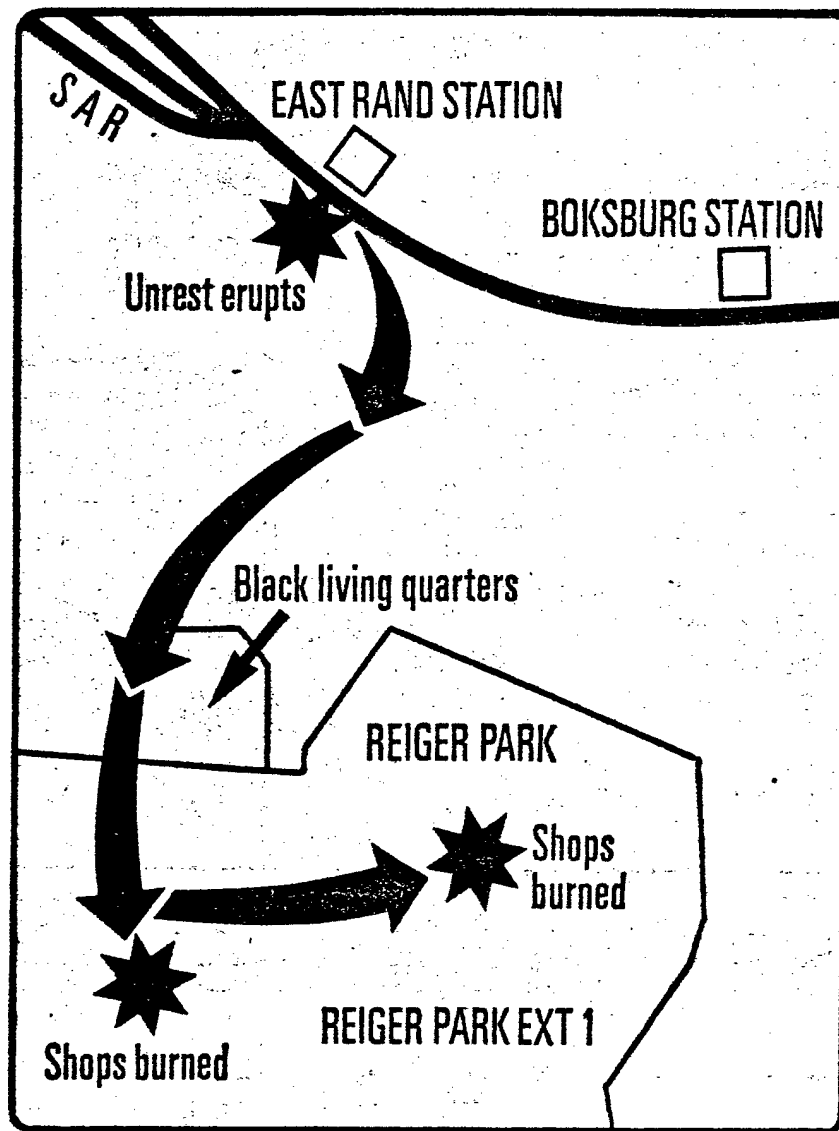 SAR
EAST RAND STATION
BOKSBURG STATION
Unrest erupts
Black living quarters
REIGER PARK
Shops
burned
REIGER PARK EXT 1
Shops burned